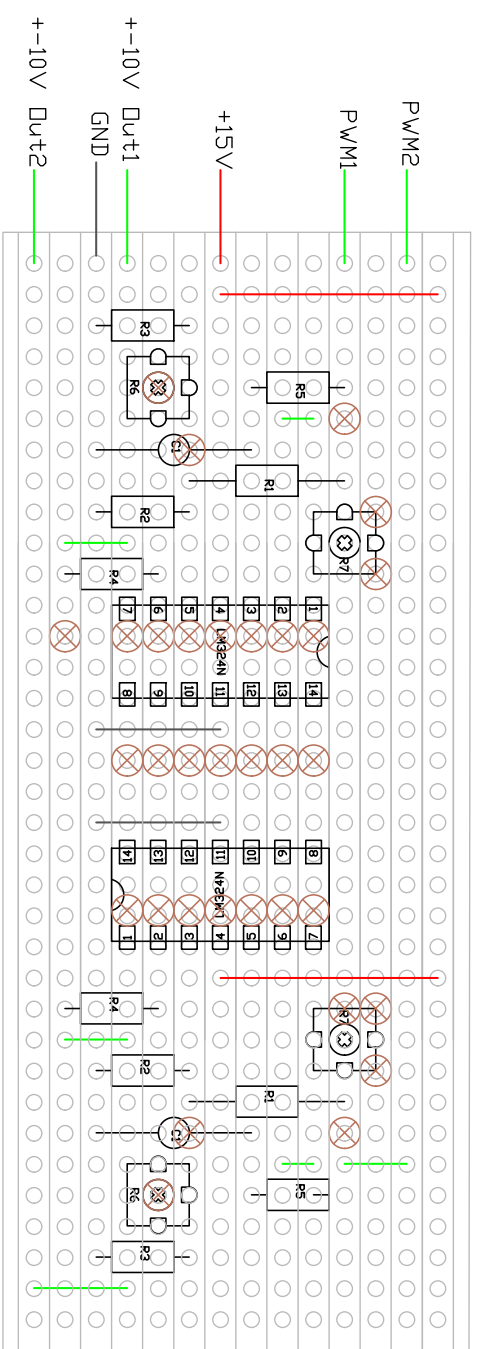 +-10V Out2
GND
+-10V Out1
+15V
PWM1
PWM2
R3
R6
R5
C1
R1
R2
R7
R4
7 6 5 4 3 2 1
LM324N
8 9 10 11 12 13 14
14 13 12 11 10 9 8
LM324N
1 2 3 4 5 6 7
R4
R7
R2
R1
C1
R6
R5
R3